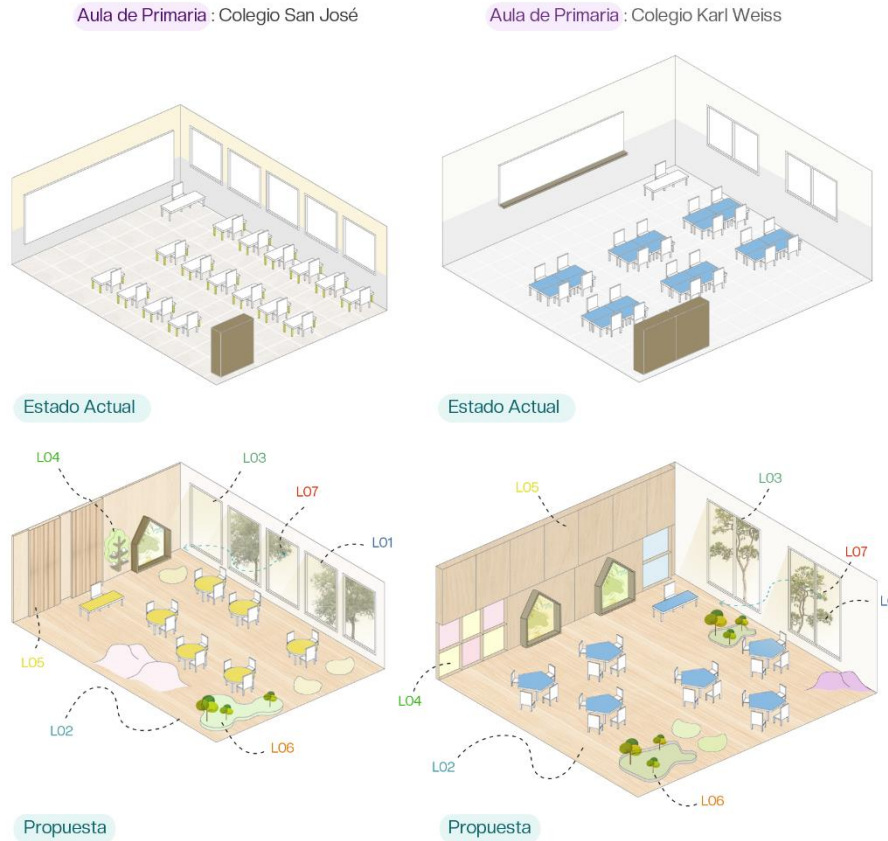 Aula de Primaria : Colegio San José
Aula de Primaria : Colegio Karl Weiss
Estado Actual
Estado Actual
L04
L03
L07
L01
L05
L02
L06
Propuesta
L05
L03
L07
L04
L02
L06
Propuesta